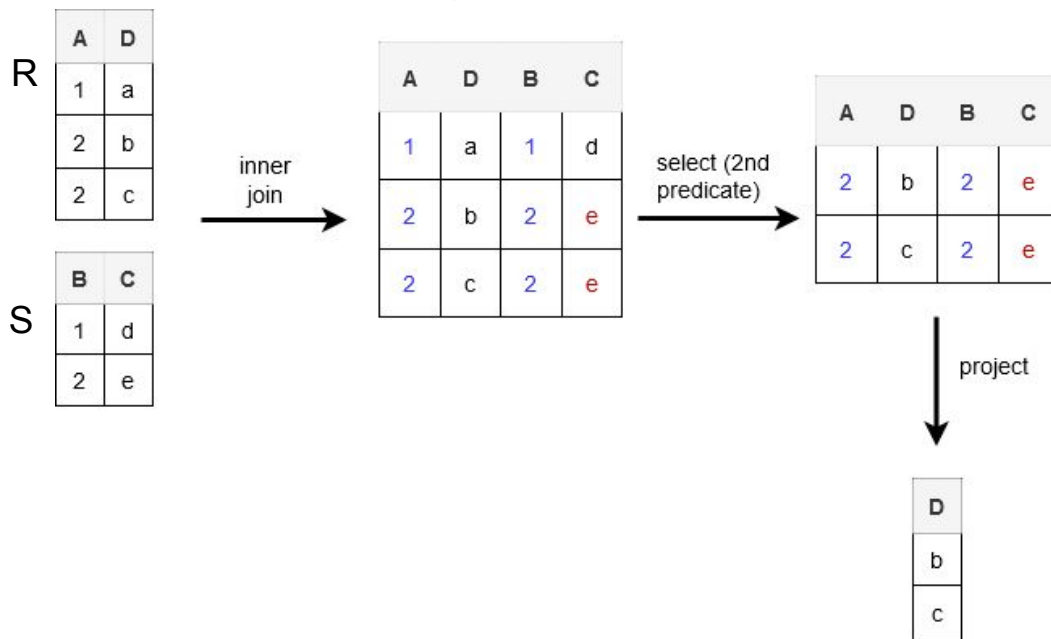 R
A D
1 a
2 b
2 c
S
B C
1 d
2 e
inner
join
A D B C
1 a 1 d
2 b 2 e
2 c 2 e
select (2nd
predicate)
A D B C
2 b 2 e
2 c 2 e
project
D
b
c